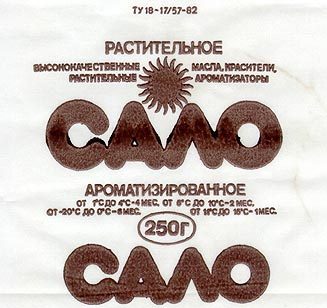 ТУ 18-17/57-82
РАСТИТЕЛЬНОЕ
ВЫСОКОКАЧЕСТВЕННЫЕ МАСЛА, КРАСИТЕЛИ,
РАСТИТЕЛЬНЫЕ АРОМАТИЗАТОРЫ
САЛО
АРОМАТИЗИРОВАННОЕ
ОТ 1°С ДО 4°-4 МЕС. ОТ 5°С ДО 10°С-2 МЕС.
ОТ -20°С ДО 0°С-6 МЕС. ОТ 11°С ДО 15°С-1 МЕС.
250г
САЛО